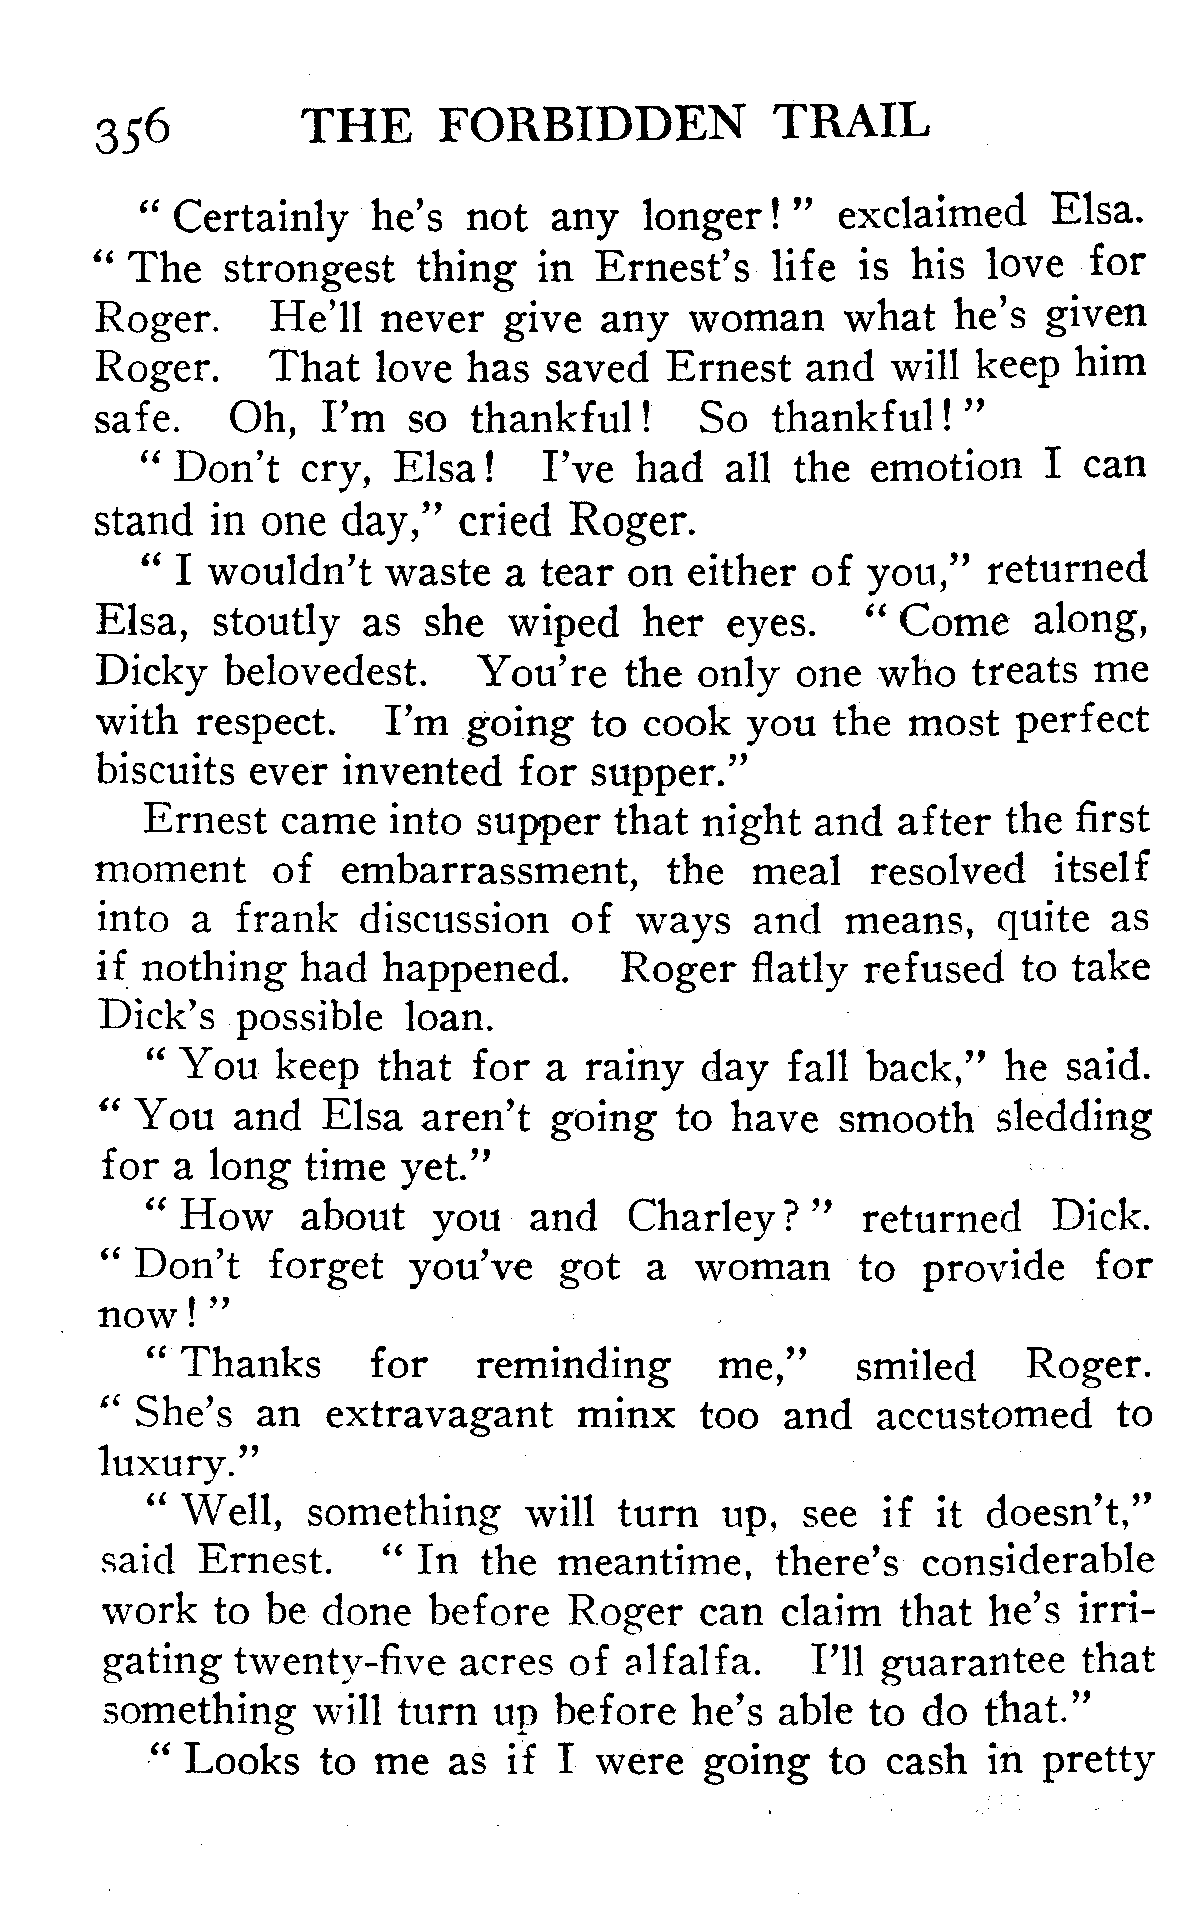 356 THE FORBIDDEN TRAIL
“ Certainly he’s not any longer! ” exclaimed Elsa.
“ The strongest thing in Ernest’s life is his love for
Roger. He’ll never give any woman what he’s given
Roger. That love has saved Ernest and will keep him
safe. Oh, I’m so thankful! So thankful! ”
“ Don’t cry, Elsa! I’ve had all the emotion I can
stand in one day,” cried Roger.
“ I wouldn’t waste a tear on either of you,” returned
Elsa, stoutly as she wiped her eyes. “ Come along,
Dicky belovedest. You’re the only one who treats me
with respect. I’m going to cook you the most perfect
biscuits ever invented for supper.”
Ernest came into supper that night and after the first
moment of embarrassment, the meal resolved itself
into a frank discussion of ways and means, quite as
if nothing had happened. Roger flatly refused to take
Dick’s possible loan.
“ You keep that for a rainy day fall back,” he said.
“ You and Elsa aren’t going to have smooth sledding
for a long time yet.”
“ How about you and Charley? ” returned Dick.
“ Don’t forget you’ve got a woman to provide for
now! ”
“ Thanks for reminding me,” smiled Roger.
“ She’s an extravagant minx too and accustomed to
luxury.”
“ Well, something will turn up, see if it doesn’t,”
said Ernest. “ In the meantime, there’s considerable
work to be done before Roger can claim that he’s irri-
gating twenty-five acres of alfalfa. I’ll guarantee that
something will turn up before he’s able to do that.”
“ Looks to me as if I were going to cash in pretty